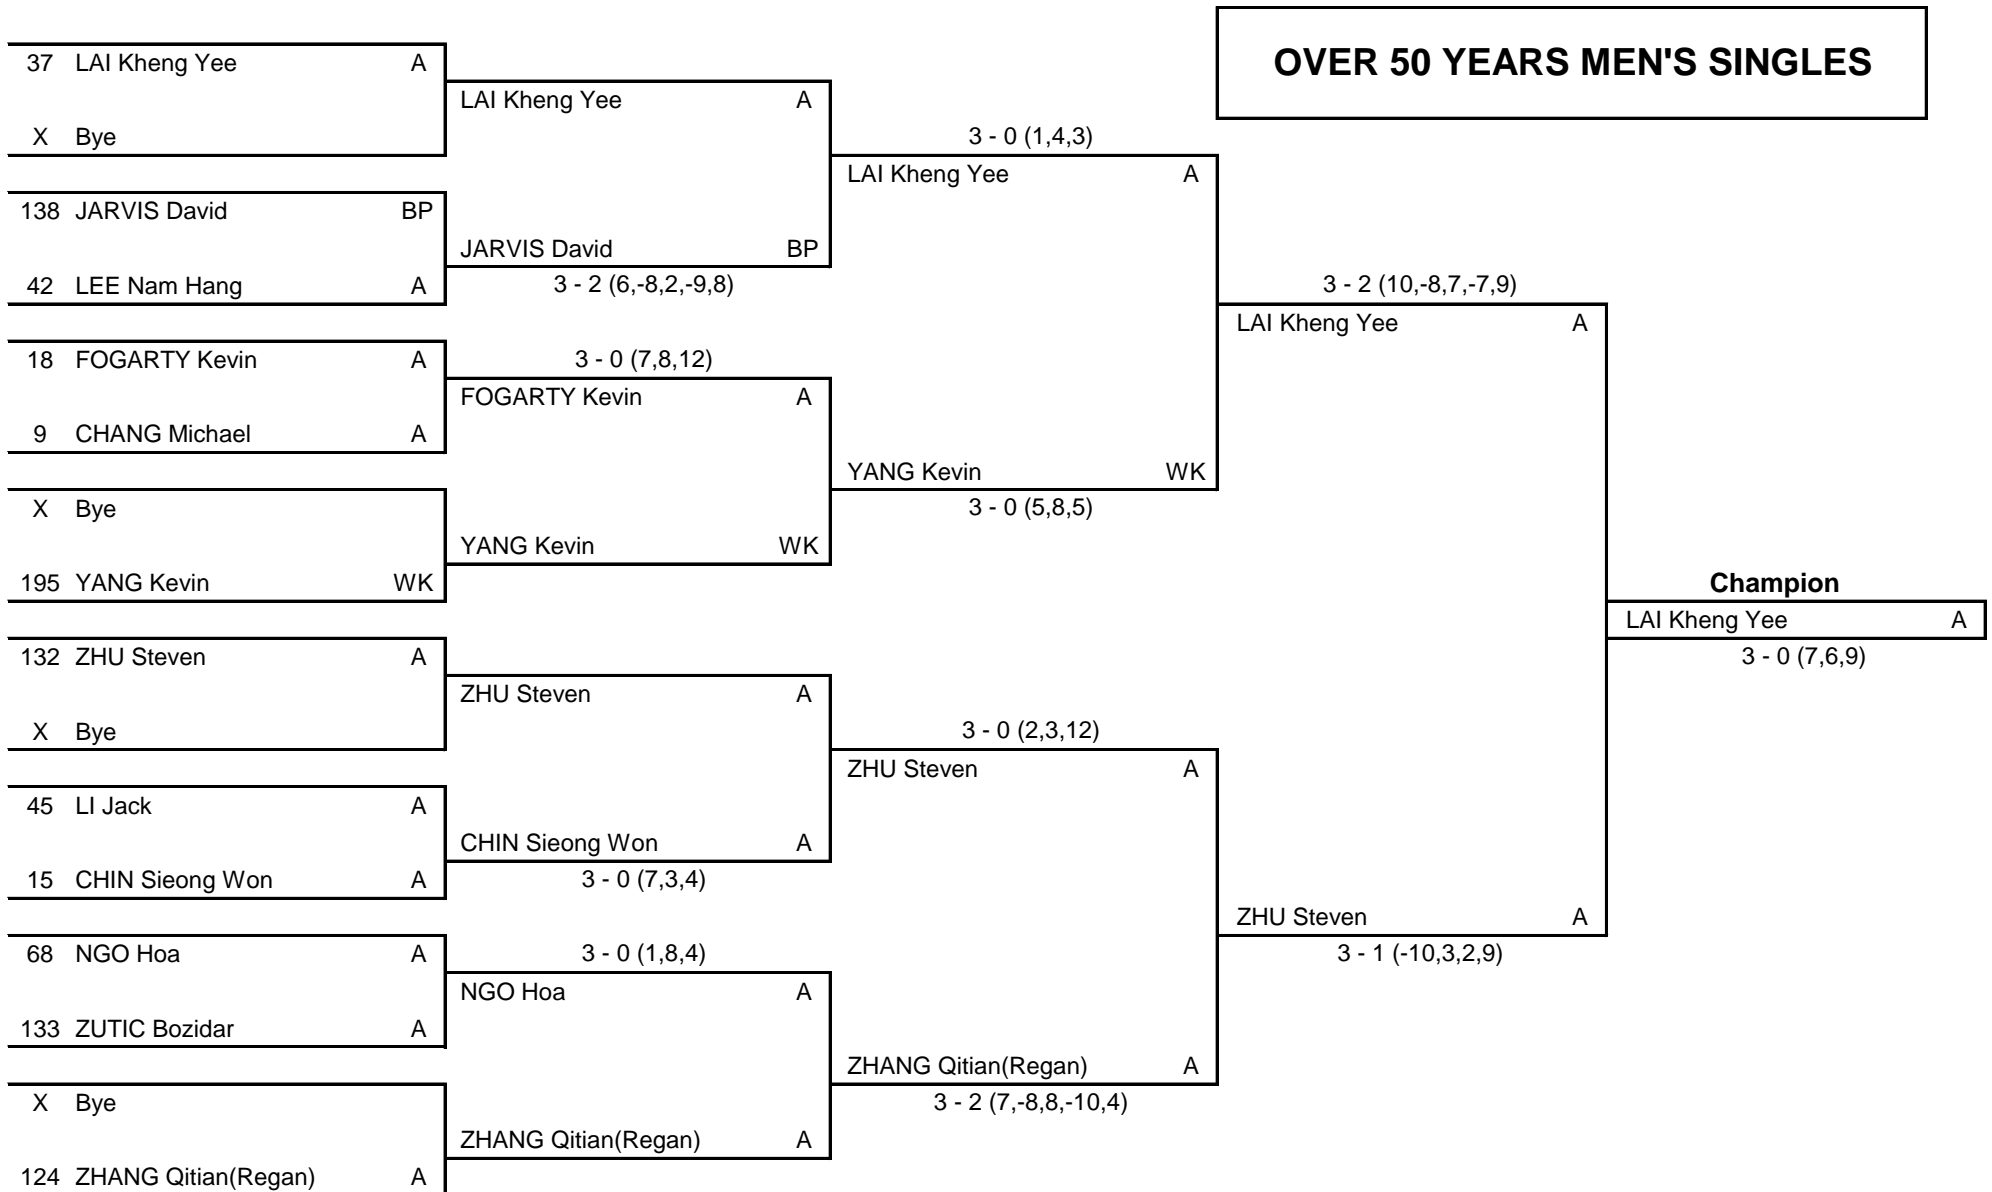 OVER 50 YEARS MEN'S SINGLES
37 LAI Kheng Yee A
LAI Kheng Yee A
X Bye
3 - 0 (1,4,3)
LAI Kheng Yee A
138 JARVIS David BP
JARVIS David BP
42 LEE Nam Hang A
3 - 2 (6,-8,2,-9,8)
3 - 2 (10,-8,7,-7,9)
LAI Kheng Yee A
18 FOGARTY Kevin A
3 - 0 (7,8,12)
FOGARTY Kevin A
9 CHANG Michael A
YANG Kevin WK
X Bye
3 - 0 (5,8,5)
YANG Kevin WK
195 YANG Kevin WK
Champion
LAI Kheng Yee A
132 ZHU Steven A
3 - 0 (7,6,9)
ZHU Steven A
X Bye
3 - 0 (2,3,12)
ZHU Steven A
45 LI Jack A
CHIN Sieong Won A
15 CHIN Sieong Won A
3 - 0 (7,3,4)
ZHU Steven A
68 NGO Hoa A
3 - 0 (1,8,4)
3 - 1 (-10,3,2,9)
NGO Hoa A
133 ZUTIC Bozidar A
ZHANG Qitian(Regan) A
X Bye
3 - 2 (7,-8,8,-10,4)
ZHANG Qitian(Regan) A
124 ZHANG Qitian(Regan) A